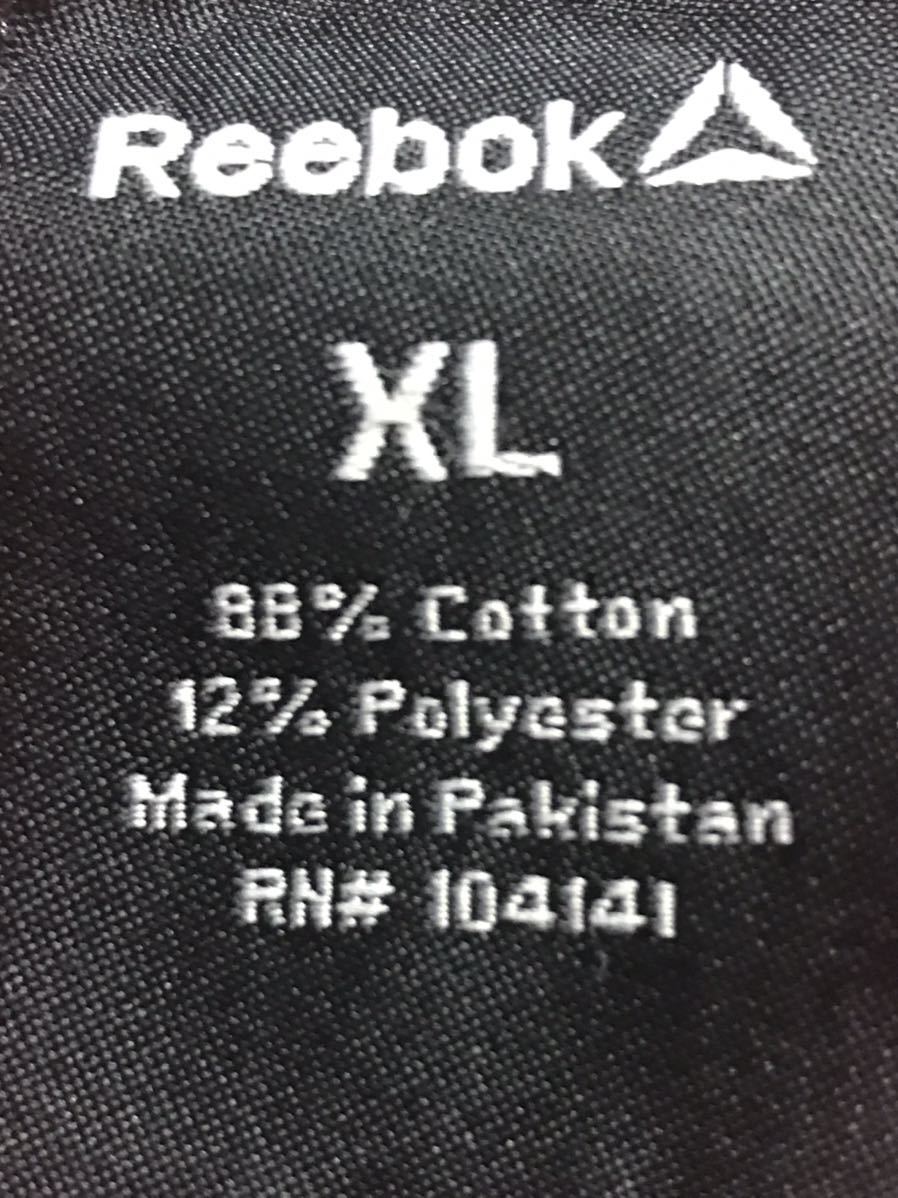 Reebok
XL
88% Cotton
12% Polyester
Made in Pakistan
RN# 104141